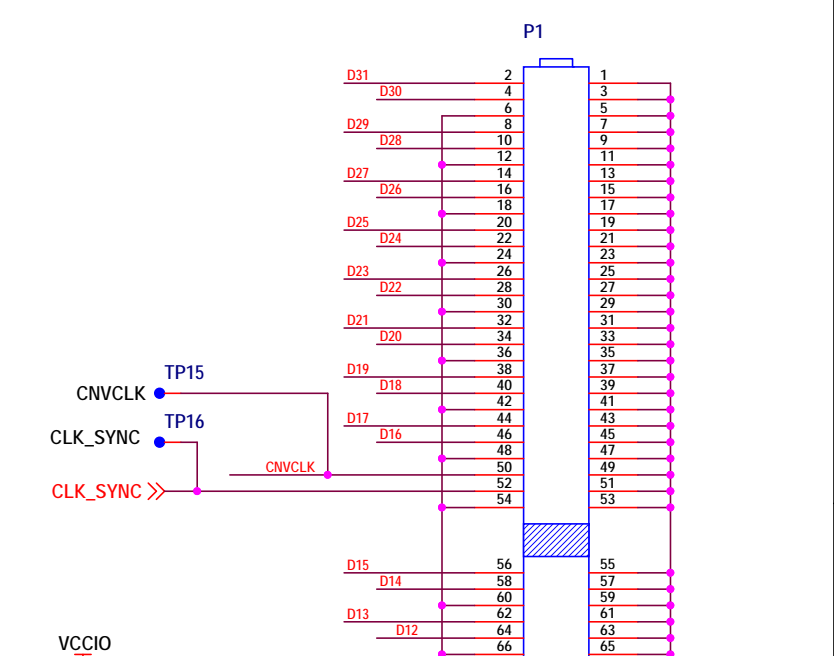 P1
D31 2 1
D30 4 3
6 5
D29 8 7
D28 10 9
12 11
D27 14 13
D26 16 15
18 17
D25 20 19
D24 22 21
24 23
D23 26 25
D22 28 27
30 29
D21 32 31
D20 34 33
36 35
D19 38 37
TP15
CNVCLK D18 40 39
42 41
TP16 D17 44 43
CLK_SYNC D16 46 45
48 47
CNVCLK 50 49
CLK_SYNC 52 51
54 53
D15 56 55
D14 58 57
60 59
D13 62 61
D12 64 63
VCCIO 66 65